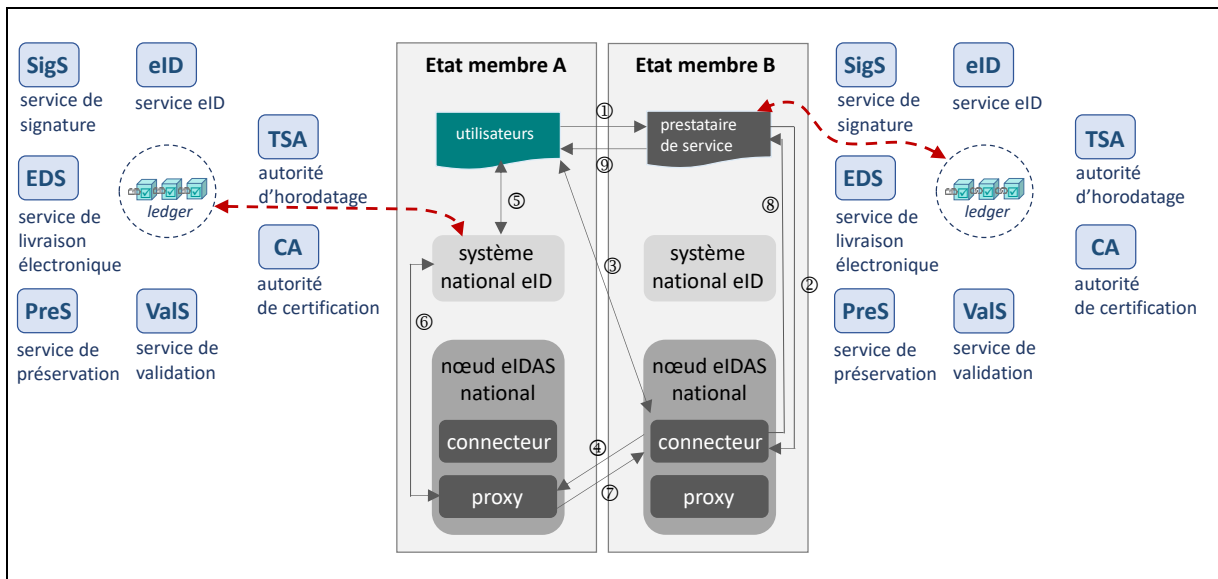 SigS
service de
signature
eID
service eID
TSA
autorité
d’horodatage
EDS
service de
livraison
électronique
ledger
CA
autorité
de certification
PreS
service de
préservation
ValS
service de
validation
Etat membre A
utilisateurs
système
national eID
nœud eIDAS
national
connecteur
proxy
①
⑨
⑤
③
⑥
④
⑦
Etat membre B
prestataire
de service
système
national eID
nœud eIDAS
national
connecteur
proxy
⑧
②
SigS
service de
signature
eID
service eID
TSA
autorité
d’horodatage
EDS
service de
livraison
électronique
ledger
CA
autorité
de certification
PreS
service de
préservation
ValS
service de
validation